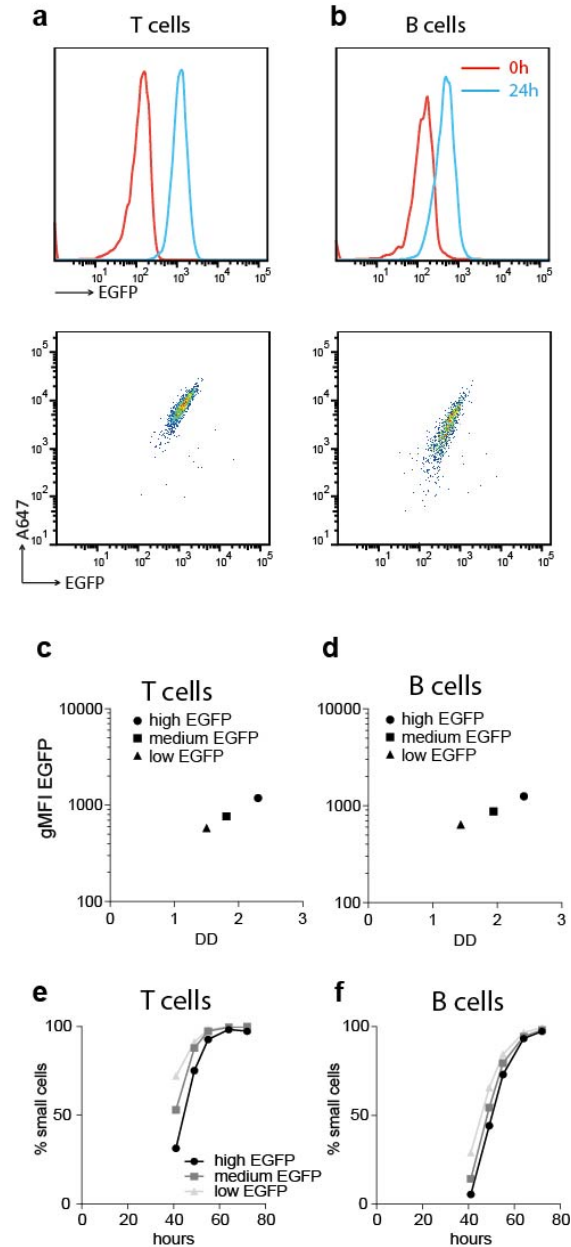 a
T cells
10¹ 10² 10³ 10⁴ 10⁵
EGFP
b
B cells
0h
24h
10¹ 10² 10³ 10⁴ 10⁵
10⁵
10⁴
10³
10²
10¹
A647
10¹ 10² 10³ 10⁴ 10⁵
EGFP
10⁵
10⁴
10³
10²
10¹
10¹ 10² 10³ 10⁴ 10⁵
c
T cells
10000
1000
100
gMFI EGFP
high EGFP
medium EGFP
low EGFP
0 1 2 3
DD
d
B cells
10000
1000
100
high EGFP
medium EGFP
low EGFP
0 1 2 3
DD
e
T cells
100
50
0
% small cells
high EGFP
medium EGFP
low EGFP
0 20 40 60 80
hours
f
B cells
100
50
0
% small cells
0 20 40 60 80
hours